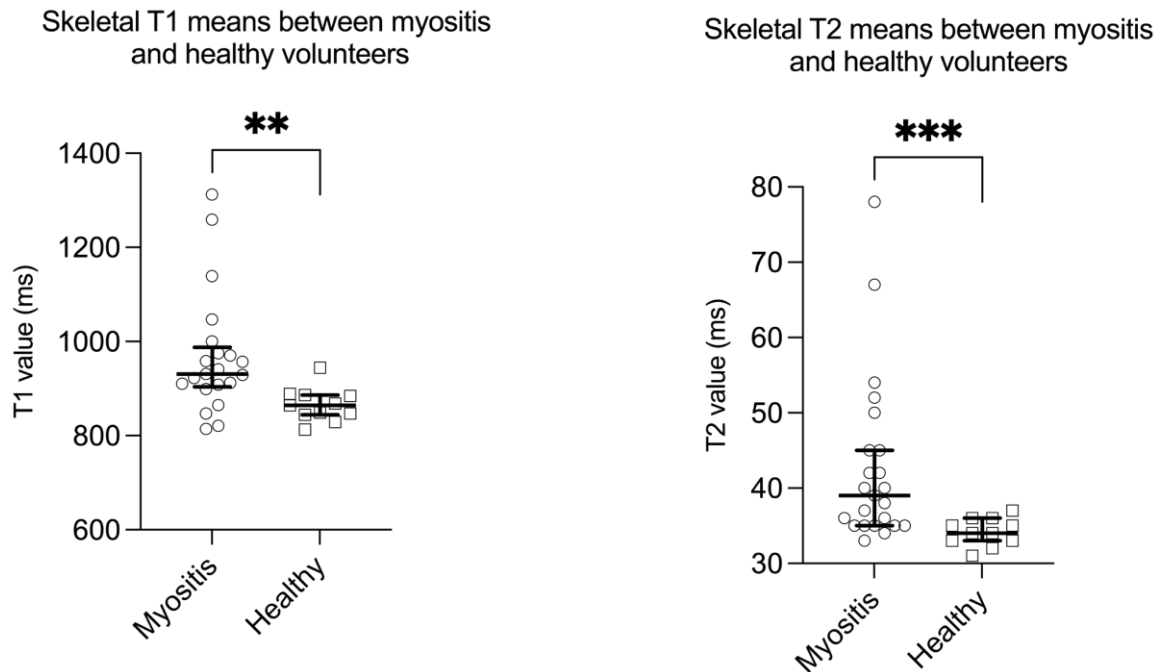 Skeletal T1 means between myositis
and healthy volunteers
**
1400
1200
1000
800
600
T1 value (ms)
Myositis
Healthy
Skeletal T2 means between myositis
and healthy volunteers
***
80
70
60
50
40
30
T2 value (ms)
Myositis
Healthy